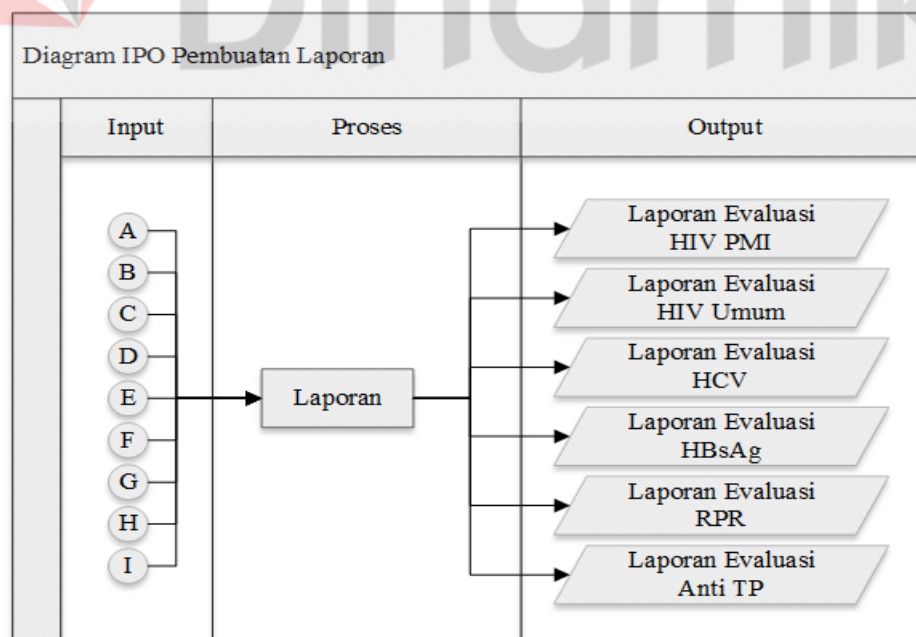 Dinamik
Diagram IPO Pembuatan Laporan
Input
Proses
Output
A
B
C
D
E
F
G
H
I
Laporan
Laporan Evaluasi
HIV PMI
Laporan Evaluasi
HIV Umum
Laporan Evaluasi
HCV
Laporan Evaluasi
HBsAg
Laporan Evaluasi
RPR
Laporan Evaluasi
Anti TP